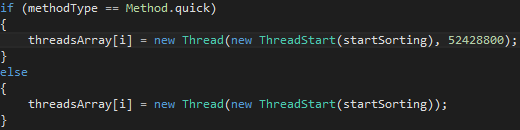 if (methodType == Method.quick)
{
threadsArray[i] = new Thread(new ThreadStart(startSorting), 52428800);
}
else
{
threadsArray[i] = new Thread(new ThreadStart(startSorting));
}